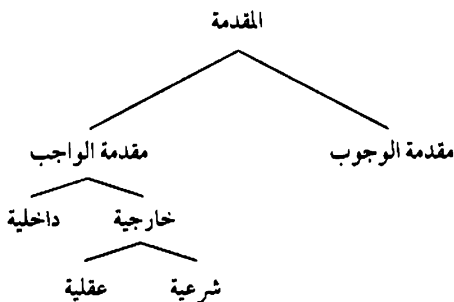 المقدمة
مقدمة الوجوب    مقدمة الواجب
خارجية    داخلية
شرعية    عقلية